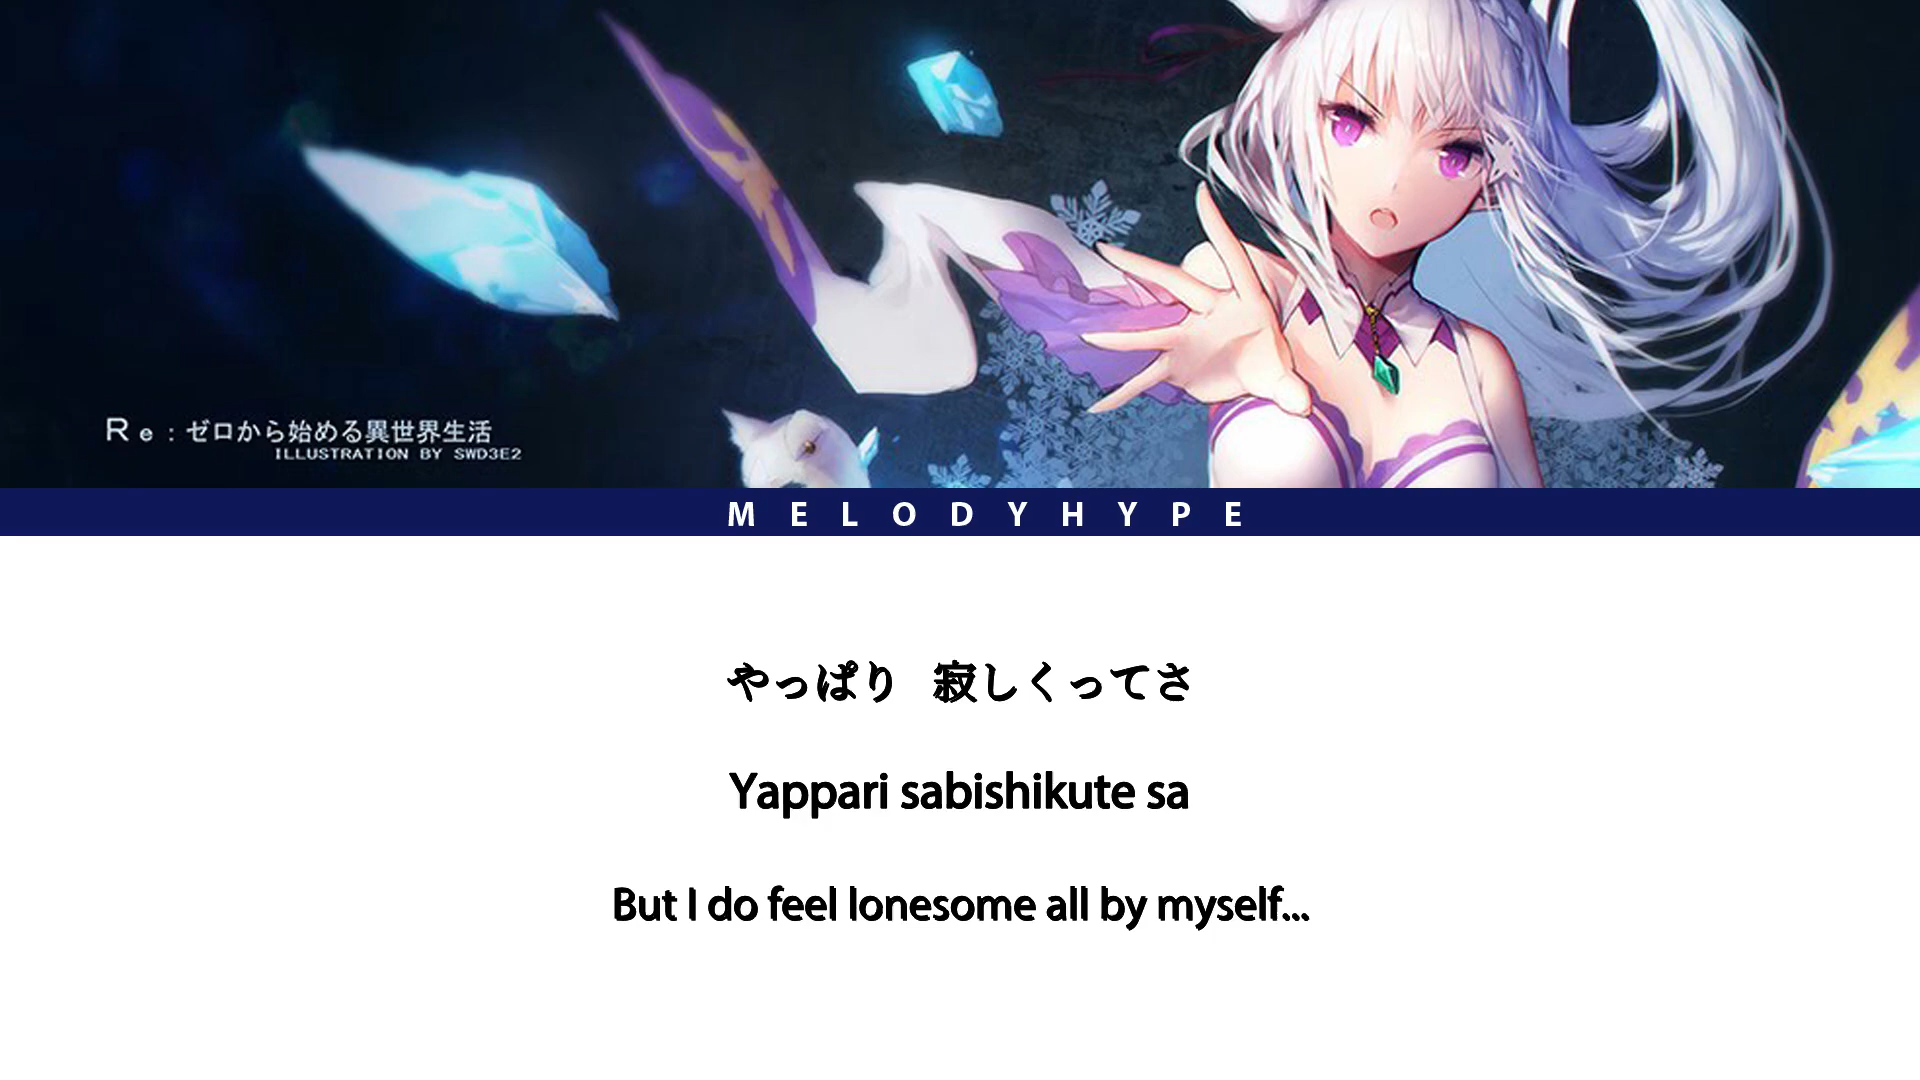 Re:ゼロから始める異世界生活
ILLUSTRATION BY SWD3E2
MELODYHYPE
やっぱり 寂しくってさ
Yappari sabishikute sa
But I do feel lonesome all by myself...